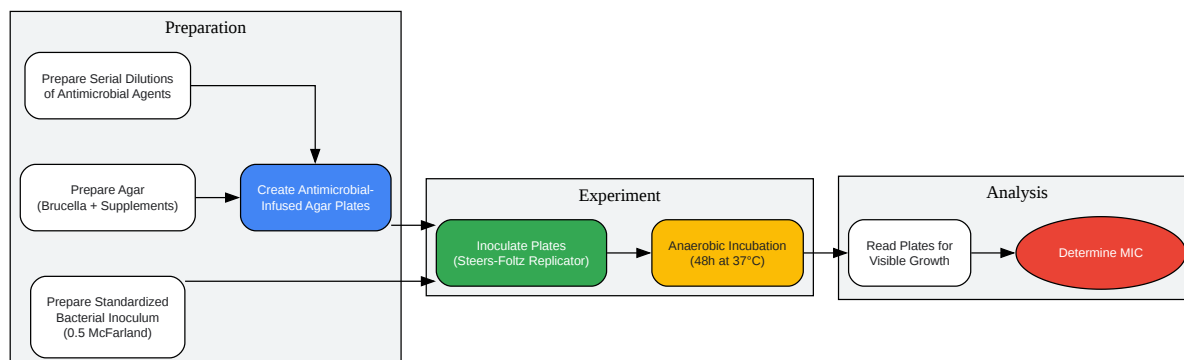 Preparation
Prepare Serial Dilutions
of Antimicrobial Agents
Prepare Agar
(Brucella + Supplements)
Create Antimicrobial-
Infused Agar Plates
Prepare Standardized
Bacterial Inoculum
(0.5 McFarland)
Experiment
Inoculate Plates
(Steers-Foltz Replicator)
Anaerobic Incubation
(48h at 37°C)
Analysis
Read Plates for
Visible Growth
Determine MIC